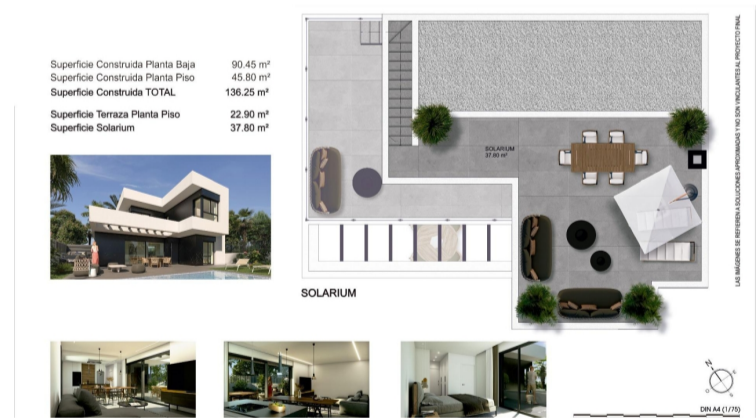 Superficie Construida Planta Baja 90.45 m²
Superficie Construida Planta Piso 45.80 m²
Superficie Construida TOTAL 136.25 m²
Superficie Terraza Planta Piso 22.90 m²
Superficie Solarium 37.80 m²
SOLARIUM
37.80 m²
SOLARIUM
LAS IMÁGENES SE REFIEREN A SOLUCIONES APROXIMADAS Y NO SON VINCULANTES AL PROYECTO FINAL
N
DIN A4 (1/75)